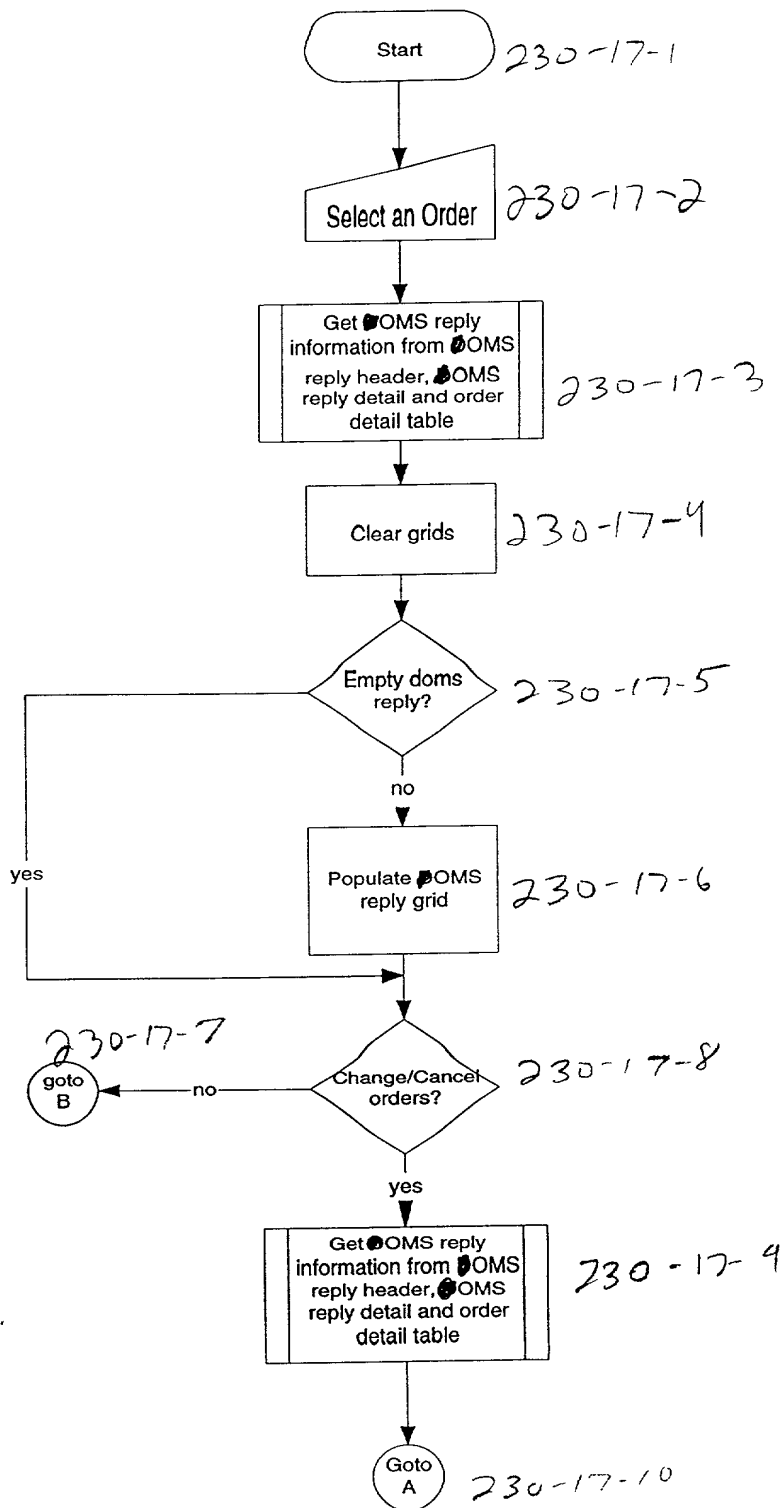 Start
230-17-1
Select an Order
230-17-2
Get OMS reply
information from OMS
reply header, OMS
reply detail and order
detail table
230-17-3
Clear grids
230-17-4
Empty doms
reply?
230-17-5
no
yes
Populate OMS
reply grid
230-17-6
230-17-7
goto
B
no
Change/Cancel
orders?
230-17-8
yes
Get OMS reply
information from OMS
reply header, OMS
reply detail and order
detail table
230-17-9
Goto
A
230-17-10